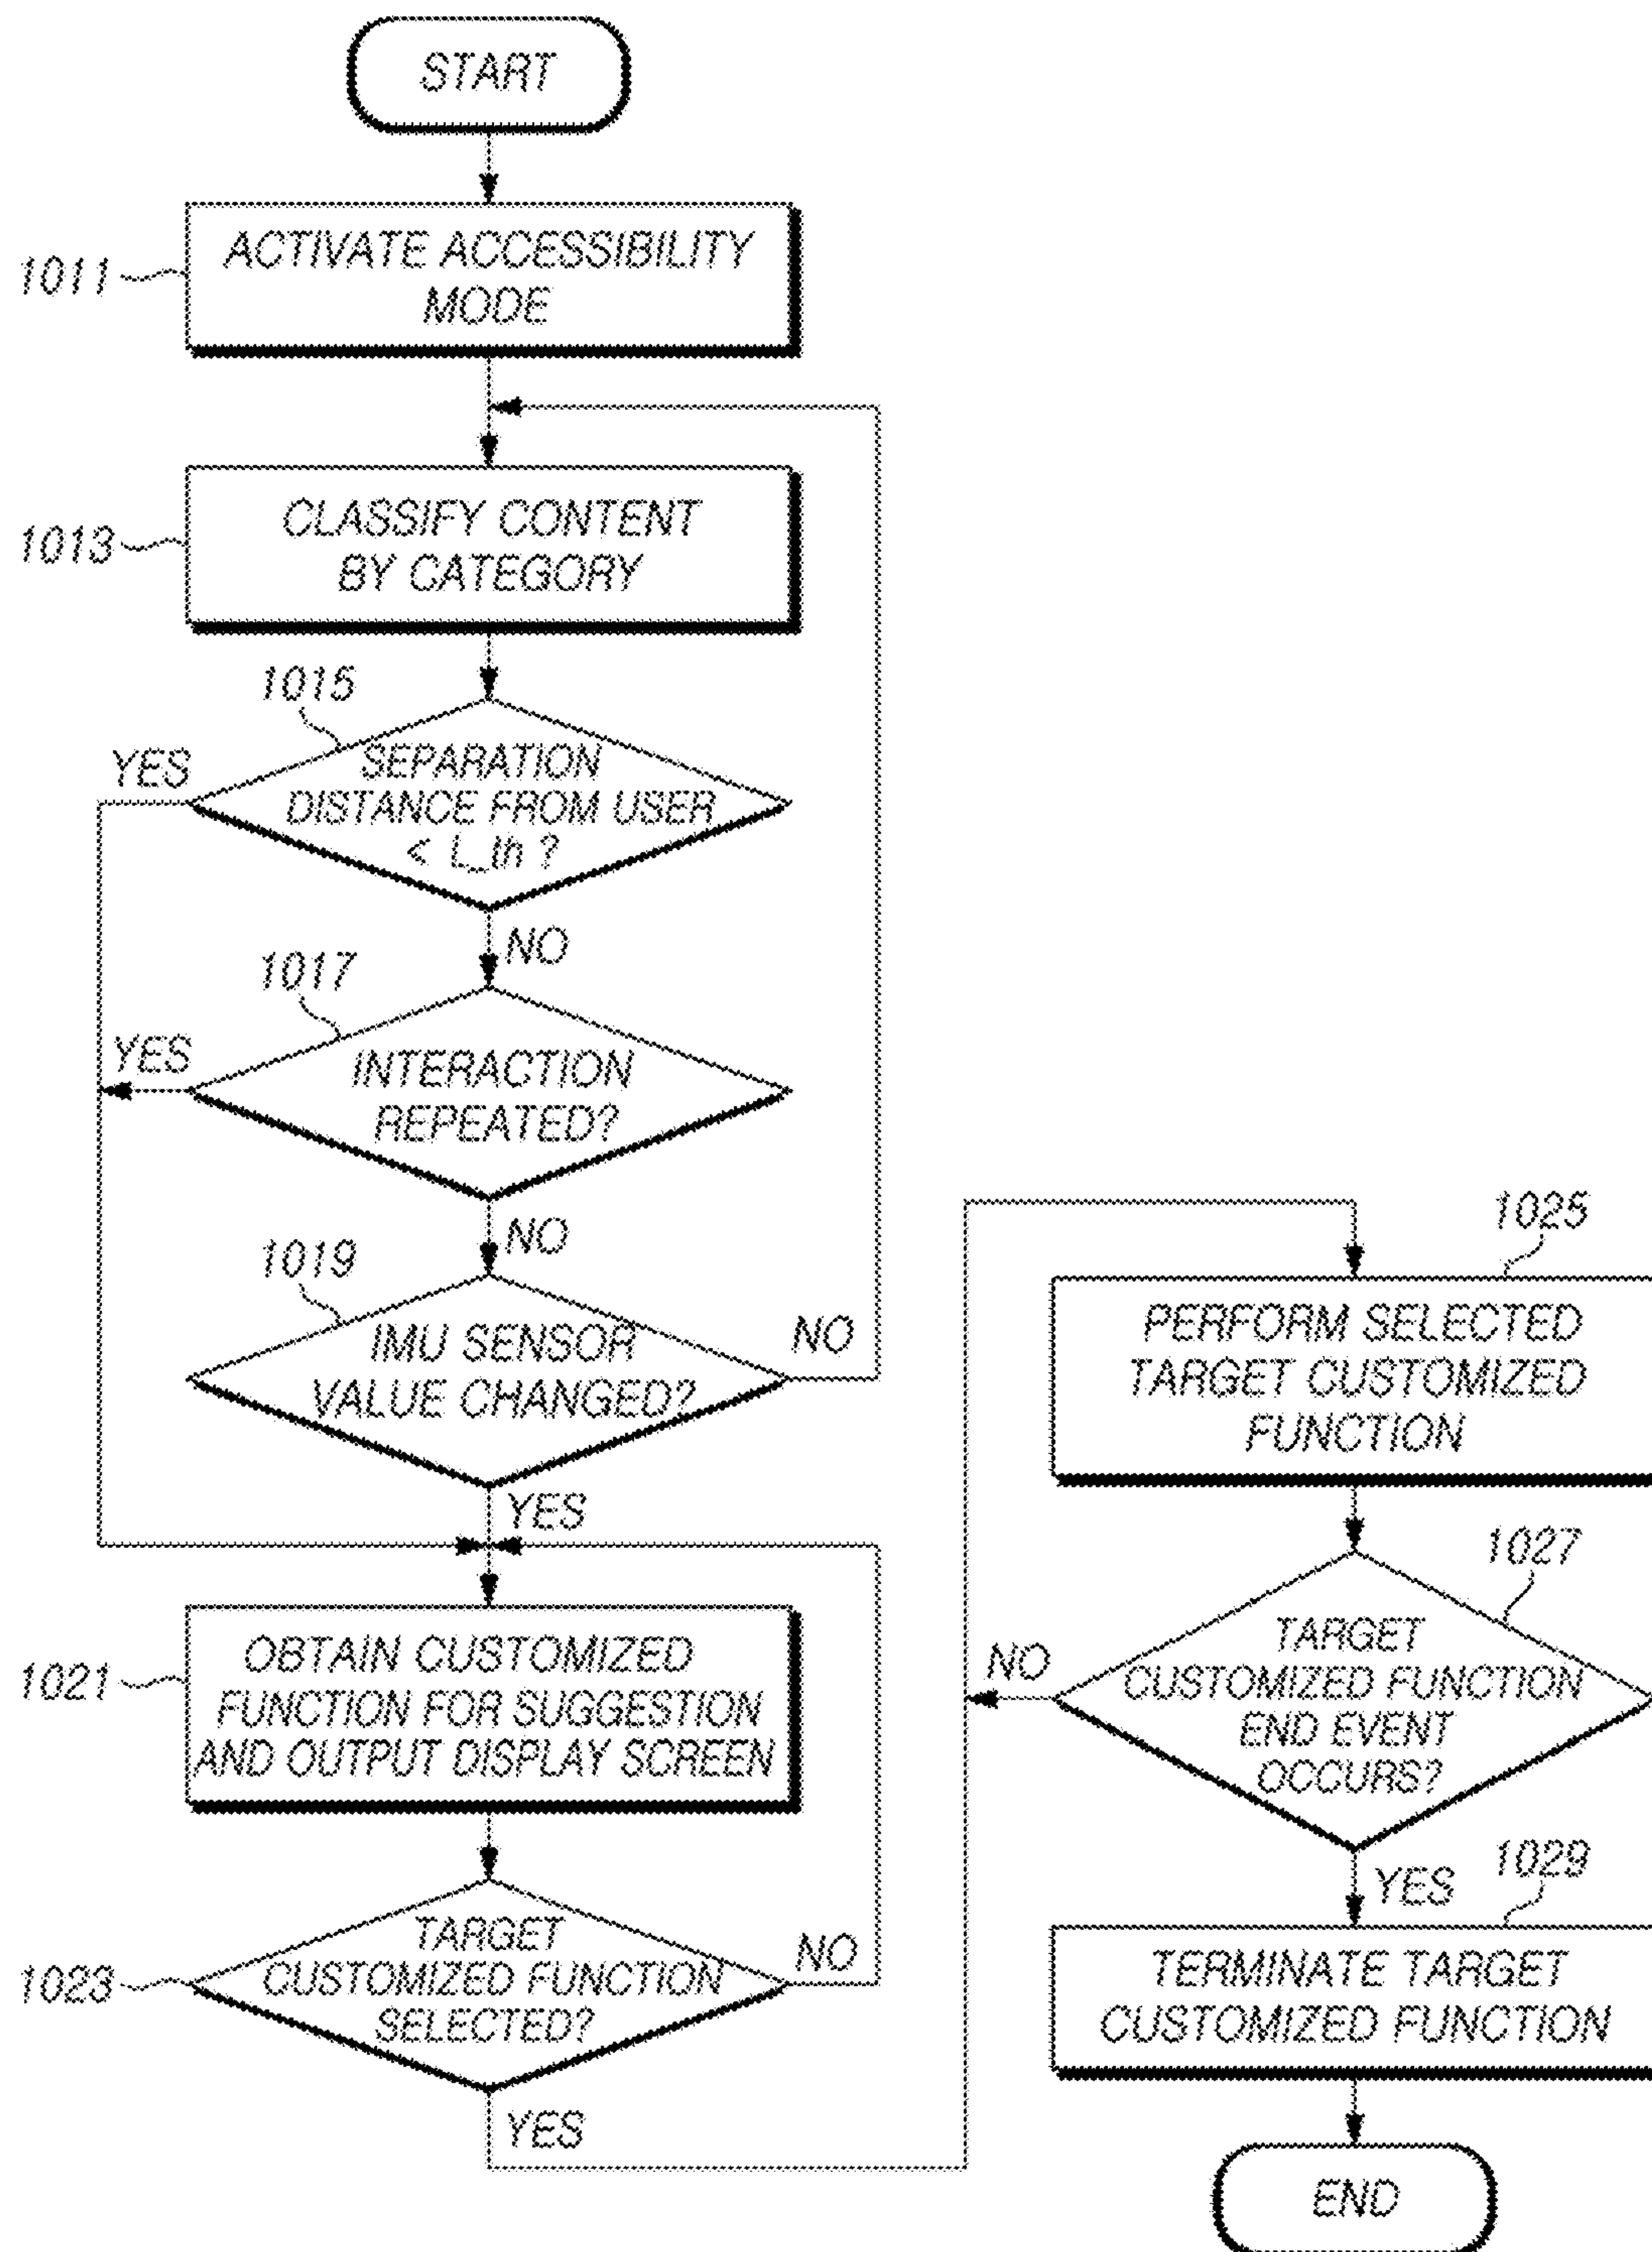 START
1011
ACTIVATE ACCESSIBILITY
MODE
1013
CLASSIFY CONTENT
BY CATEGORY
1015
YES
SEPARATION
DISTANCE FROM USER
< L_th ?
NO
1017
YES
INTERACTION
REPEATED?
NO
1019
IMU SENSOR
VALUE CHANGED?
NO
YES
1021
OBTAIN CUSTOMIZED
FUNCTION FOR SUGGESTION
AND OUTPUT DISPLAY SCREEN
1023
TARGET
CUSTOMIZED FUNCTION
SELECTED?
NO
YES
1025
PERFORM SELECTED
TARGET CUSTOMIZED
FUNCTION
1027
NO
TARGET
CUSTOMIZED FUNCTION
END EVENT
OCCURS?
YES
1029
TERMINATE TARGET
CUSTOMIZED FUNCTION
END